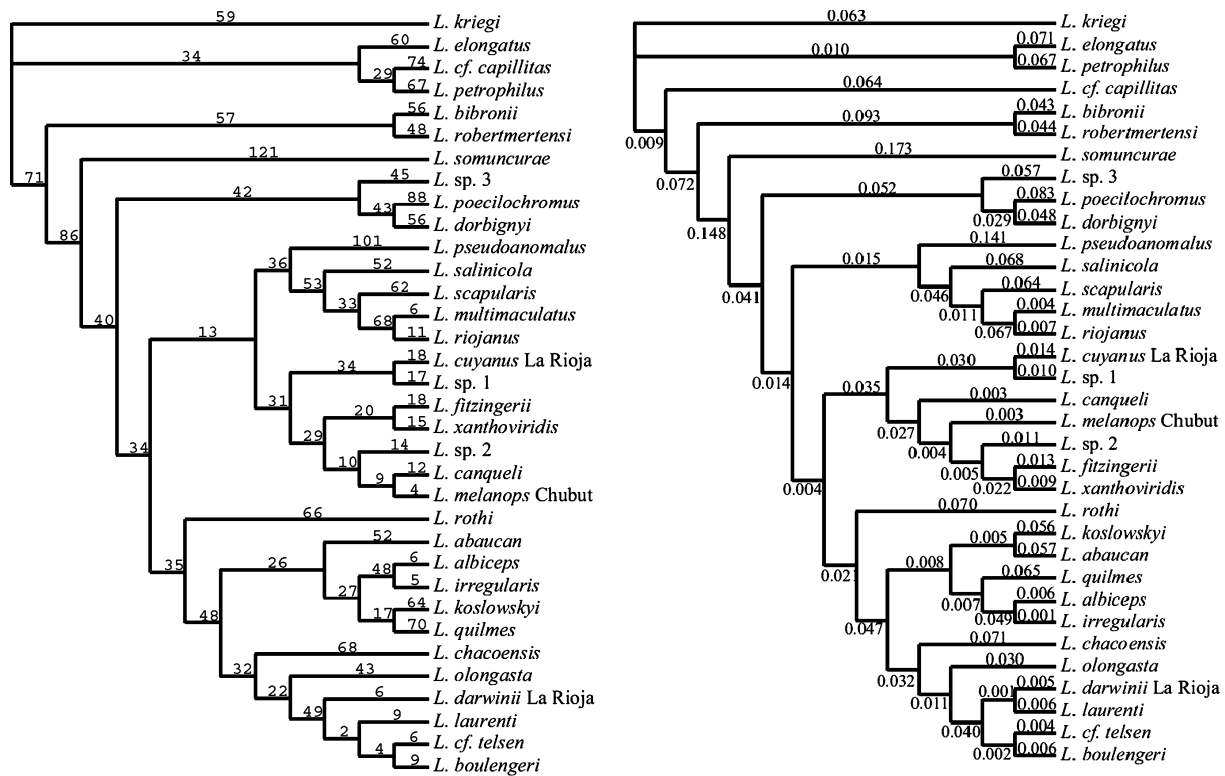 59 L. kriegi
60 L. elongatus
34
74 L. cf. capillitas
29
67 L. petrophilus
56 L. bibronii
57
48 L. robertmertensi
121 L. somuncurae
71
45 L. sp. 3
42
88 L. poecilochromus
43
56 L. dorbignyi
86
101 L. pseudoanomalus
36
52 L. salinicola
53
62 L. scapularis
33
6 L. multimaculatus
68
11 L. riojanus
40
13
18 L. cuyanus La Rioja
34
17 L. sp. 1
31
18 L. fitzingerii
20
15 L. xanthoviridis
29
14 L. sp. 2
10
12 L. canqueli
9
4 L. melanops Chubut
34
66 L. rothi
35
52 L. abaucan
26
6 L. albiceps
48
5 L. irregularis
27
64 L. koslowskyi
17
70 L. quilmes
48
68 L. chacoensis
32
43 L. olongasta
22
6 L. darwinii La Rioja
49
9 L. laurenti
2
6 L. cf. telsen
4
9 L. boulengeri
0.063 L. kriegi
0.071 L. elongatus
0.010
0.067 L. petrophilus
0.064 L. cf. capillitas
0.009
0.043 L. bibronii
0.093
0.044 L. robertmertensi
0.072
0.173 L. somuncurae
0.148
0.057 L. sp. 3
0.052
0.083 L. poecilochromus
0.029
0.048 L. dorbignyi
0.041
0.141 L. pseudoanomalus
0.015
0.068 L. salinicola
0.046
0.064 L. scapularis
0.011
0.004 L. multimaculatus
0.067
0.007 L. riojanus
0.014
0.014 L. cuyanus La Rioja
0.030
0.010 L. sp. 1
0.035
0.003 L. canqueli
0.027
0.003 L. melanops Chubut
0.004
0.011 L. sp. 2
0.005
0.013 L. fitzingerii
0.022
0.009 L. xanthoviridis
0.004
0.070 L. rothi
0.021
0.056 L. koslowskyi
0.005
0.057 L. abaucan
0.008
0.065 L. quilmes
0.007
0.006 L. albiceps
0.049
0.001 L. irregularis
0.047
0.071 L. chacoensis
0.032
0.030 L. olongasta
0.011
0.005 L. darwinii La Rioja
0.001
0.006 L. laurenti
0.040
0.004 L. cf. telsen
0.002
0.006 L. boulengeri